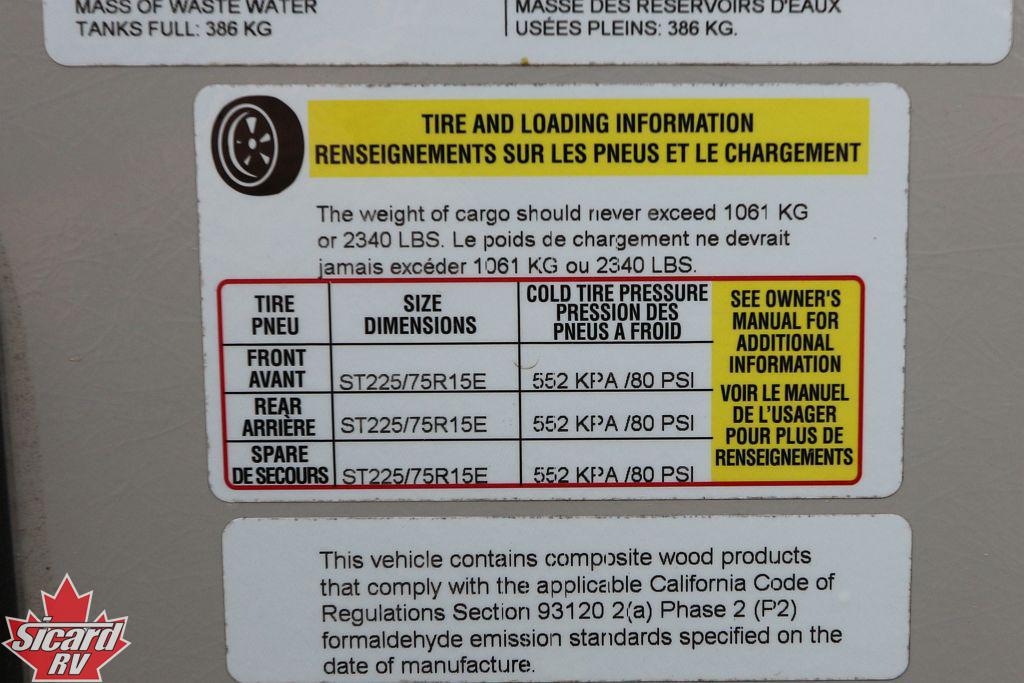 MASS OF WASTE WATER
TANKS FULL: 386 KG
MASSE DES RÉSERVOIRS D'EAUX
USÉES PLEINS: 386 KG.
TIRE AND LOADING INFORMATION
RENSEIGNEMENTS SUR LES PNEUS ET LE CHARGEMENT
The weight of cargo should never exceed 1061 KG
or 2340 LBS. Le poids de chargement ne devrait
jamais excéder 1061 KG ou 2340 LBS.
TIRE
PNEU
SIZE
DIMENSIONS
COLD TIRE PRESSURE
PRESSION DES
PNEUS A FROID
FRONT
AVANT
ST225/75R15E
552 KPA /80 PSI
REAR
ARRIÈRE
ST225/75R15E
552 KPA /80 PSI
SPARE
DE SECOURS
ST225/75R15E
552 KPA /80 PSI
SEE OWNER'S
MANUAL FOR
ADDITIONAL
INFORMATION
VOIR LE MANUEL
DE L'USAGER
POUR PLUS DE
RENSEIGNEMENTS
This vehicle contains composite wood products
that comply with the applicable California Code of
Regulations Section 93120 2(a) Phase 2 (P2)
formaldehyde emission standards specified on the
date of manufacture.
Sicard
RV